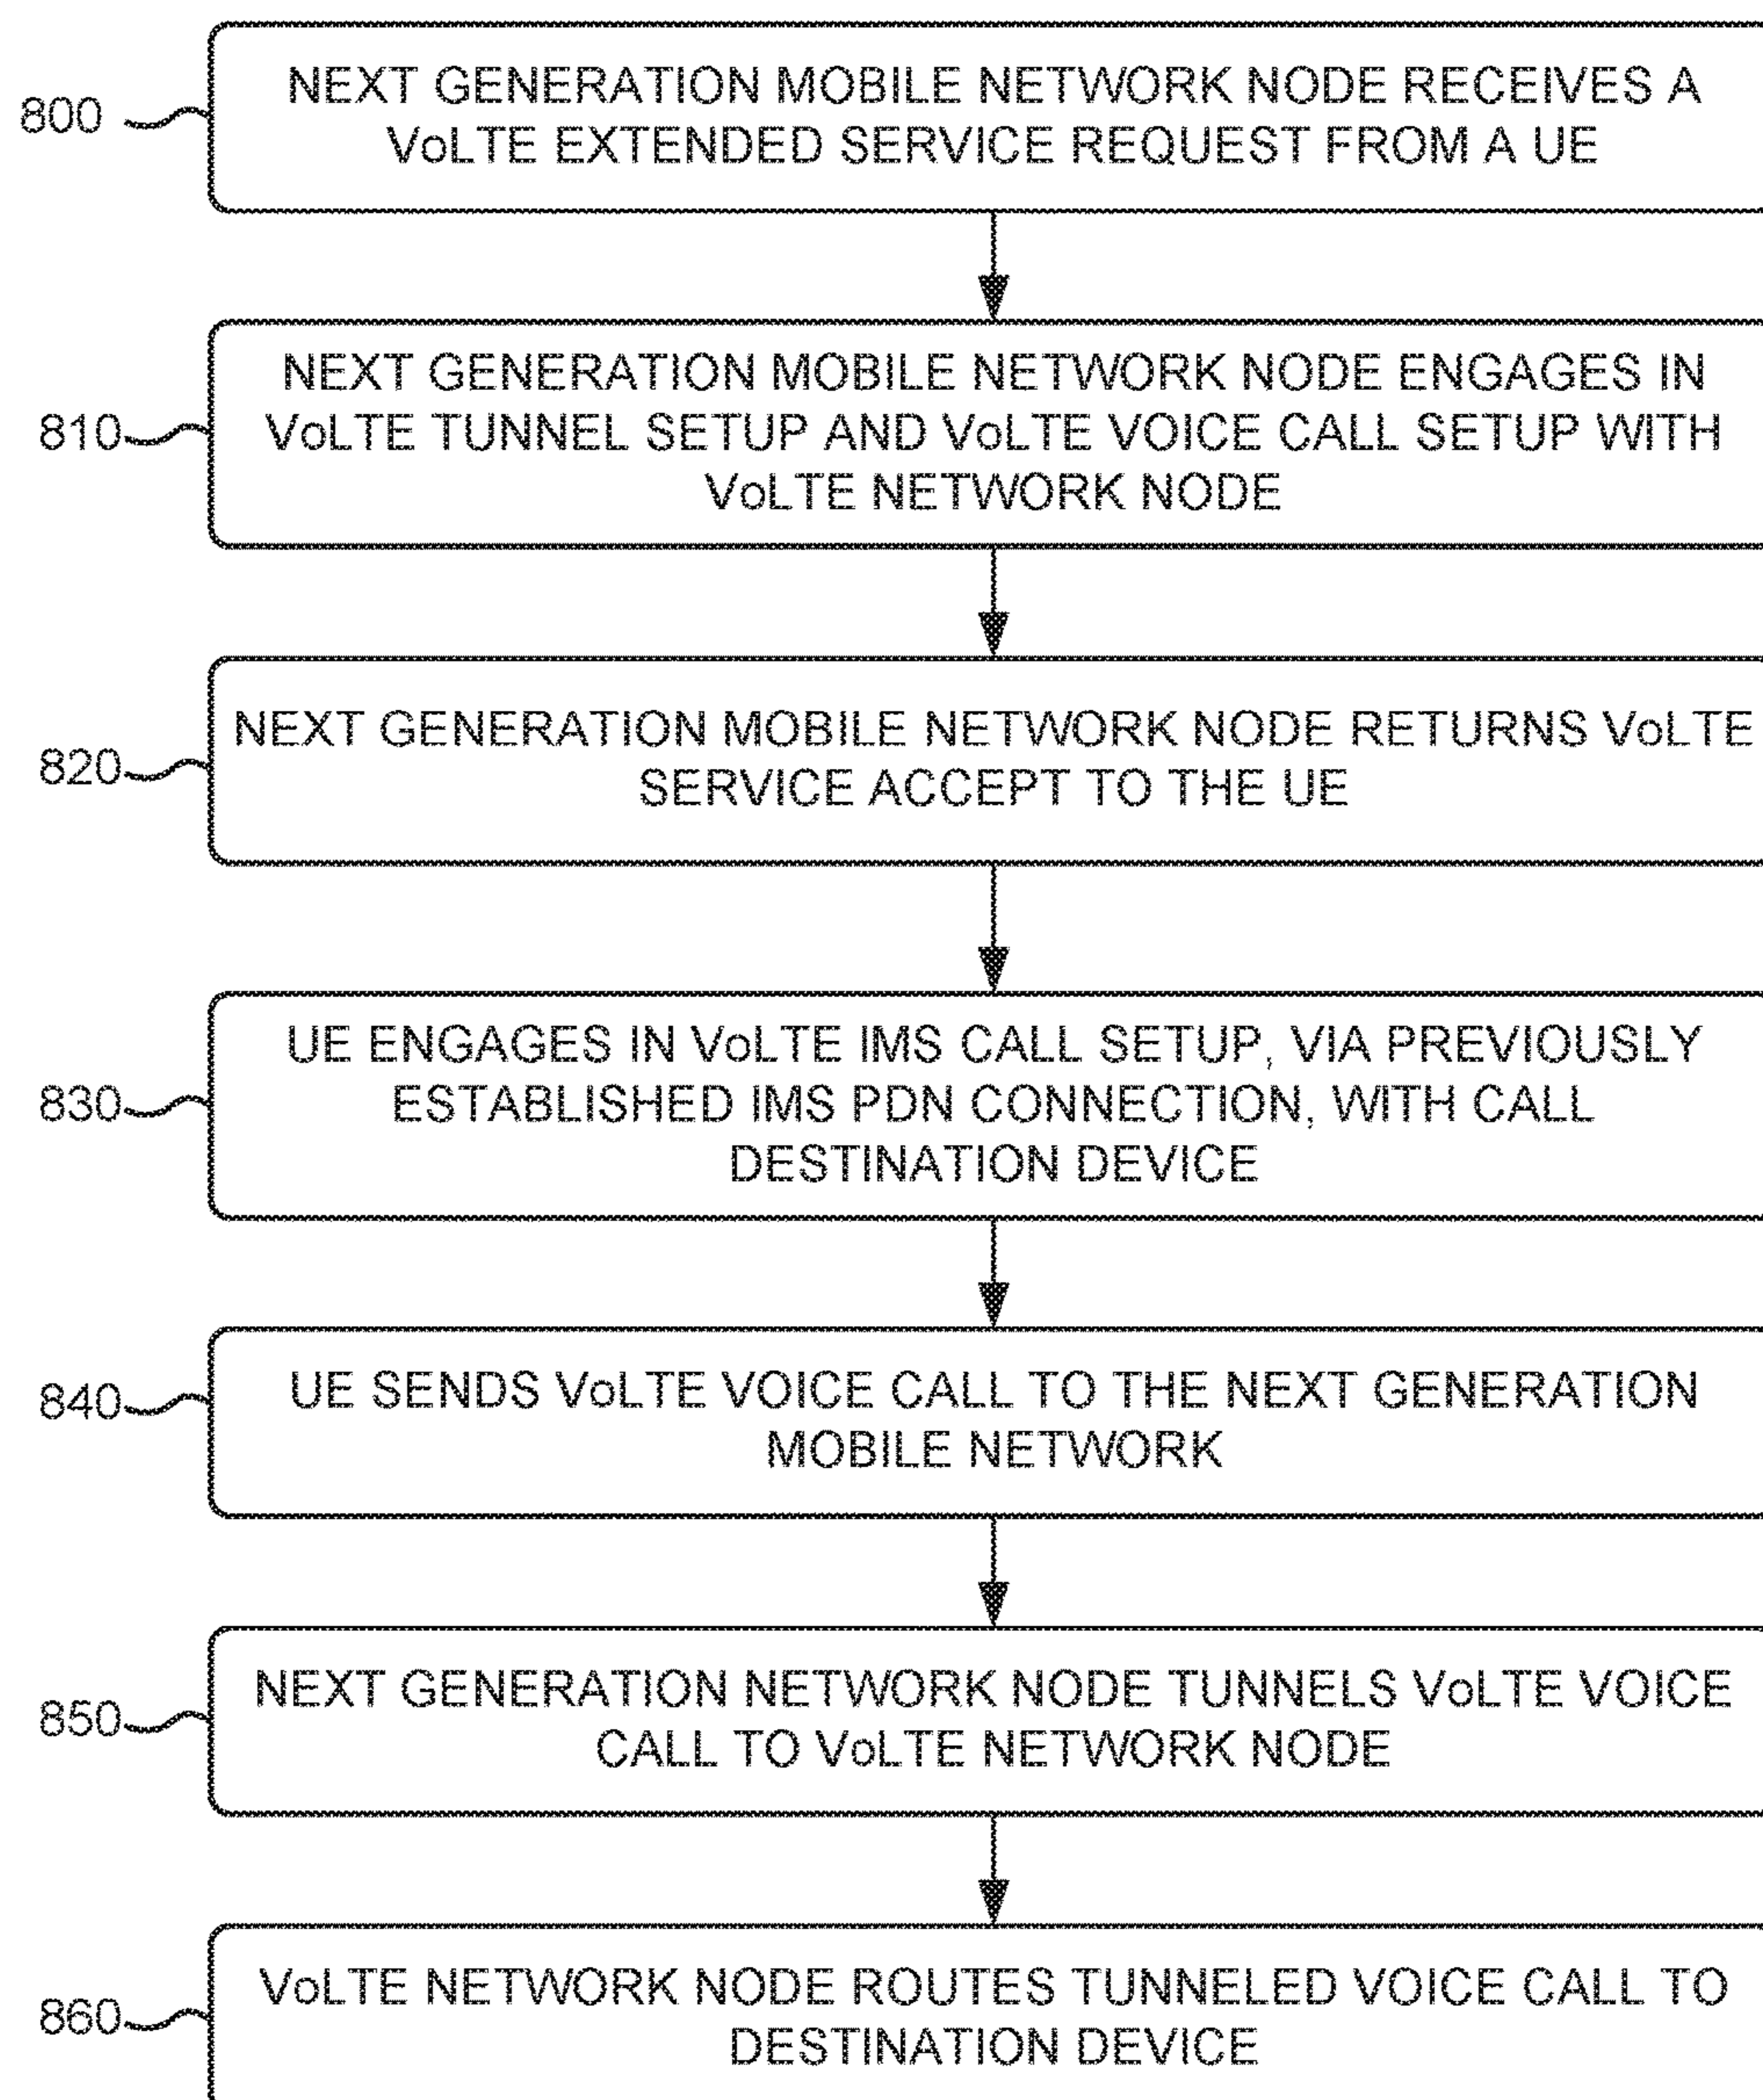 800
NEXT GENERATION MOBILE NETWORK NODE RECEIVES A
VoLTE EXTENDED SERVICE REQUEST FROM A UE
810
NEXT GENERATION MOBILE NETWORK NODE ENGAGES IN
VoLTE TUNNEL SETUP AND VoLTE VOICE CALL SETUP WITH
VoLTE NETWORK NODE
820
NEXT GENERATION MOBILE NETWORK NODE RETURNS VoLTE
SERVICE ACCEPT TO THE UE
830
UE ENGAGES IN VoLTE IMS CALL SETUP, VIA PREVIOUSLY
ESTABLISHED IMS PDN CONNECTION, WITH CALL
DESTINATION DEVICE
840
UE SENDS VoLTE VOICE CALL TO THE NEXT GENERATION
MOBILE NETWORK
850
NEXT GENERATION NETWORK NODE TUNNELS VoLTE VOICE
CALL TO VoLTE NETWORK NODE
860
VoLTE NETWORK NODE ROUTES TUNNELED VOICE CALL TO
DESTINATION DEVICE